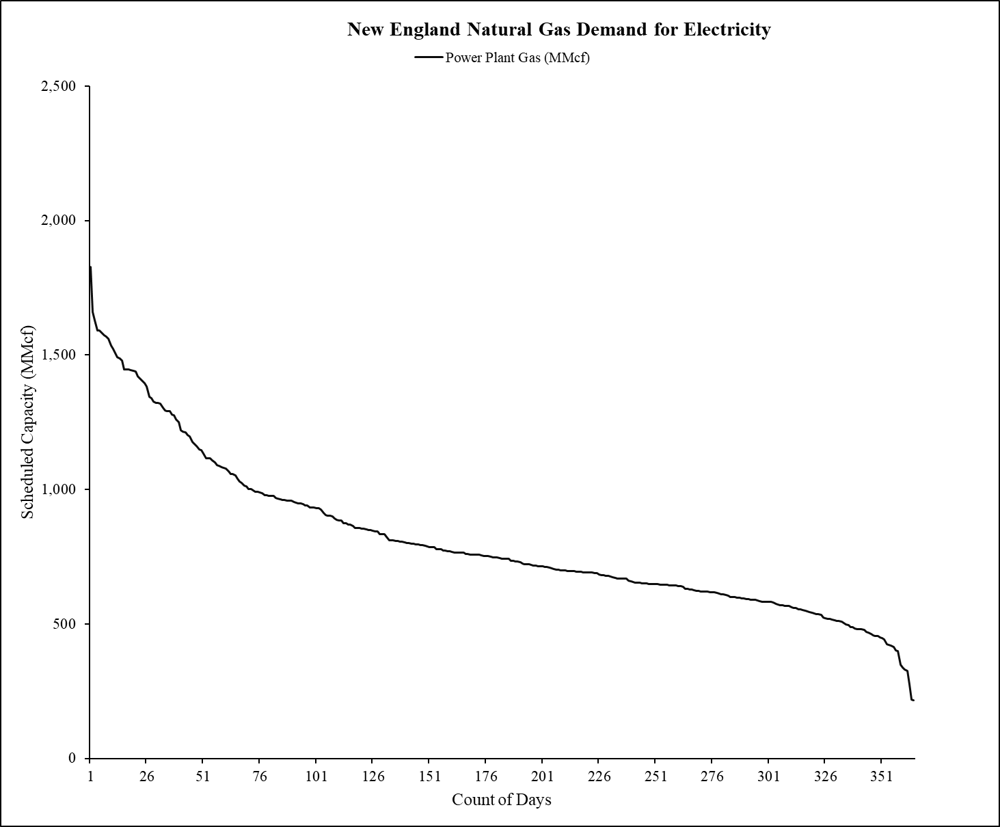 New England Natural Gas Demand for Electricity
Power Plant Gas (MMcf)
2,500
2,000
1,500
1,000
500
0
Scheduled Capacity (MMcf)
1 26 51 76 101 126 151 176 201 226 251 276 301 326 351
Count of Days